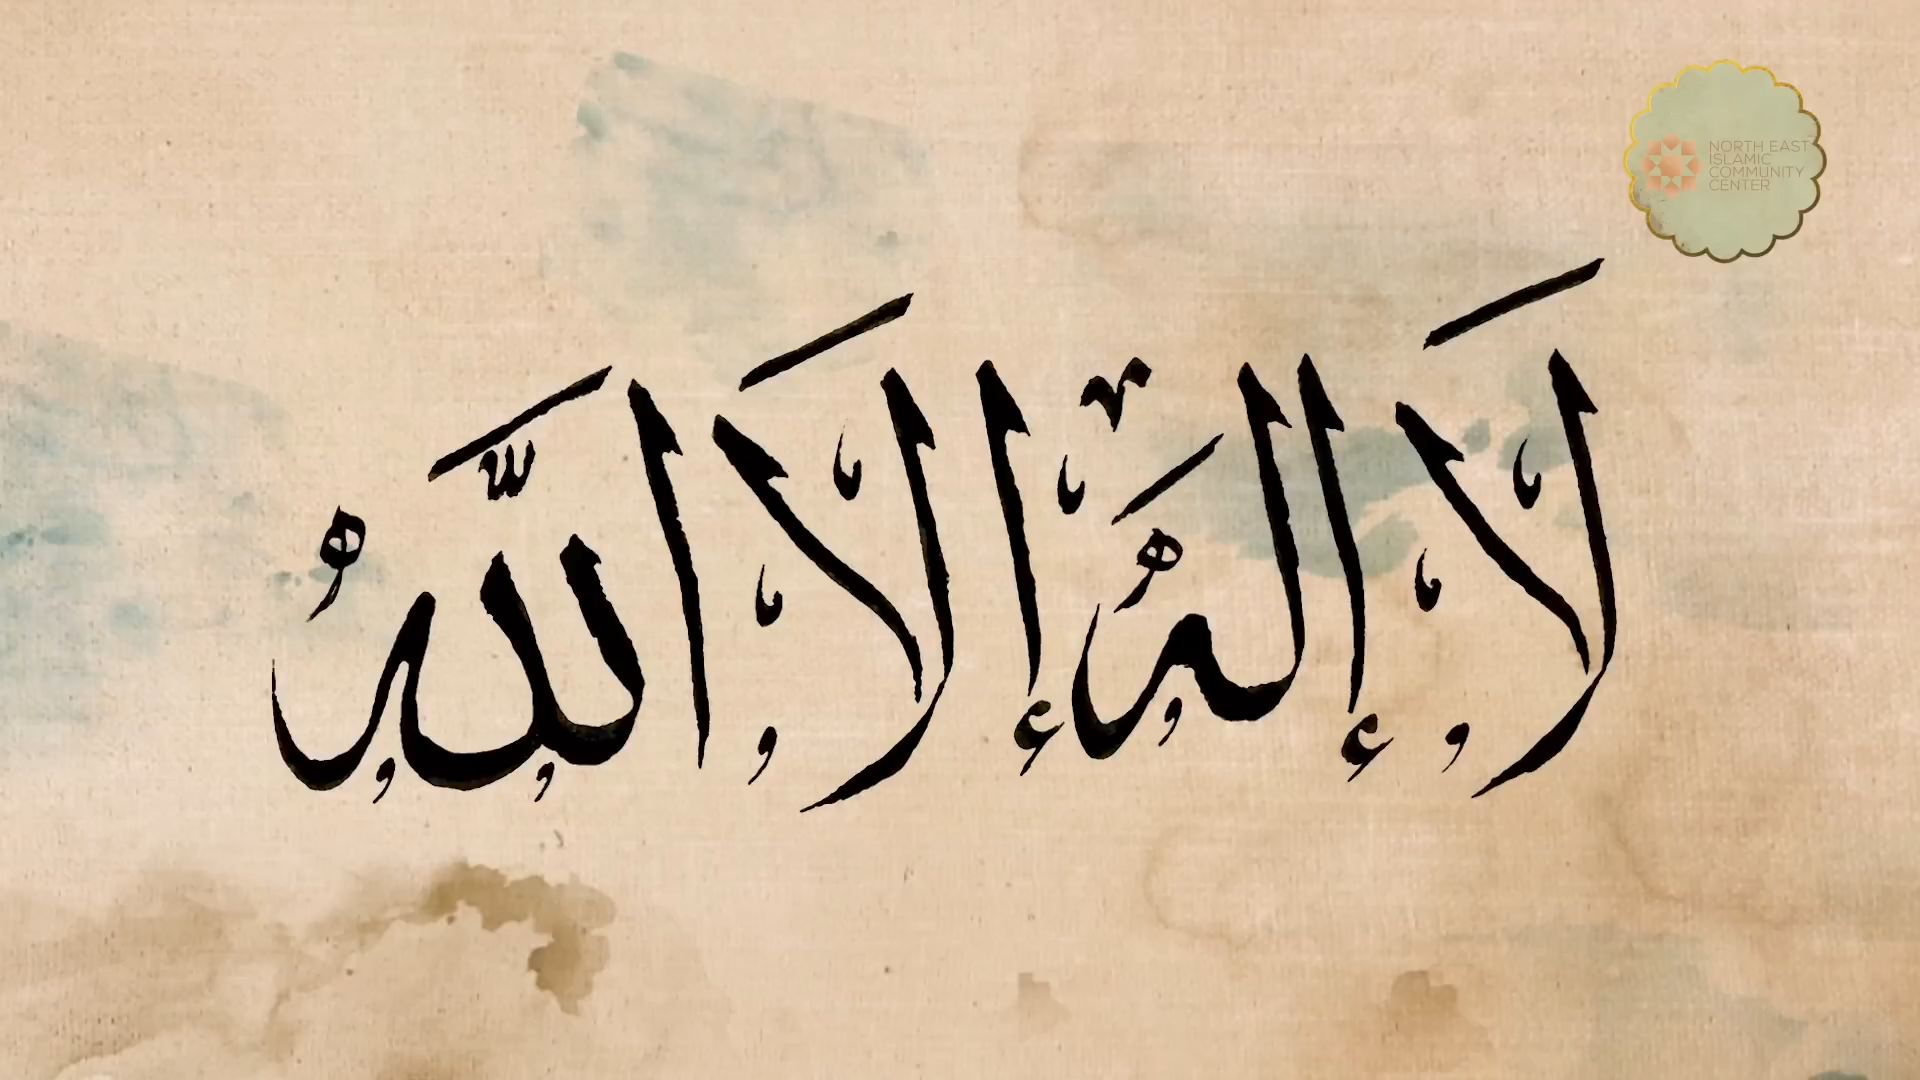 لَا إِلٰهَ إِلَّا اللّٰهُ
NORTH EAST
ISLAMIC
COMMUNITY
CENTER